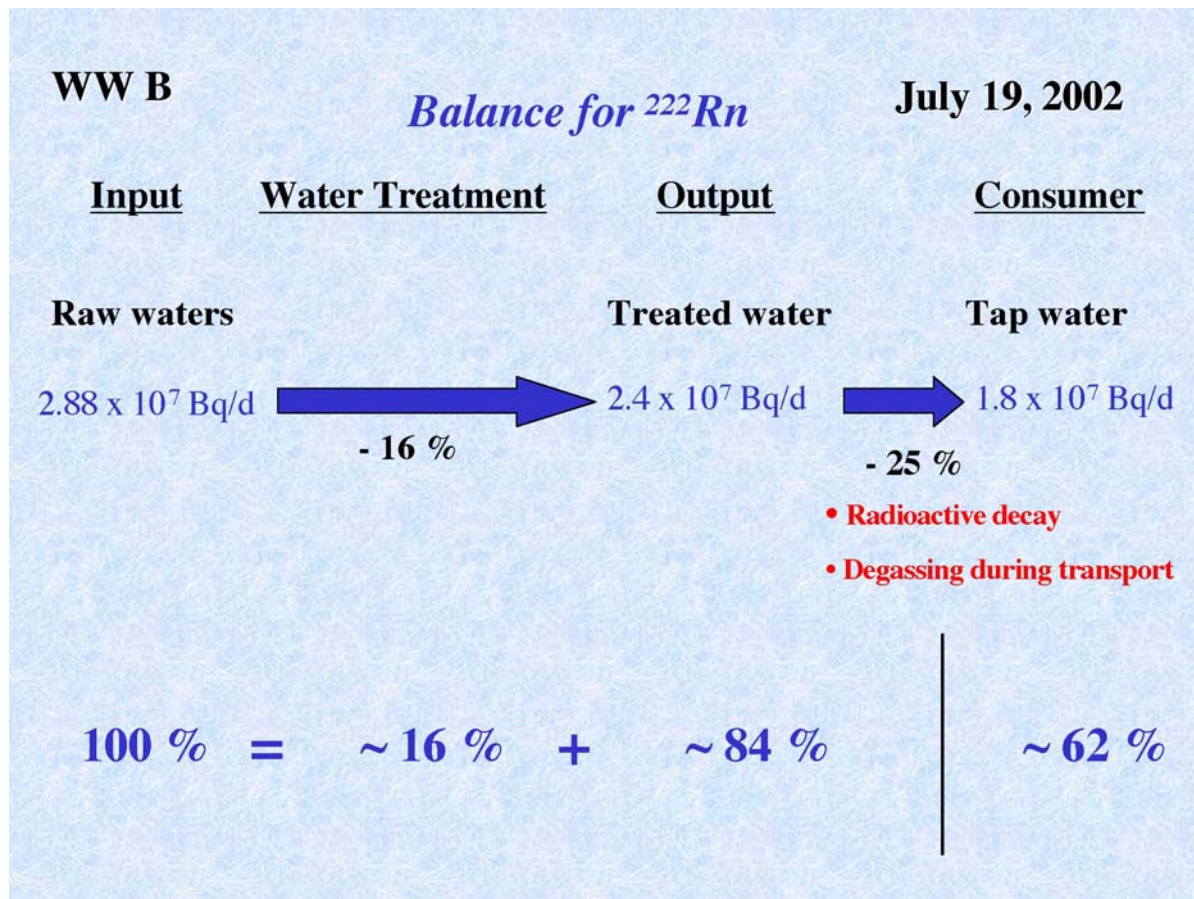 WW B
Balance for ²²²Rn
July 19, 2002
Input Water Treatment Output Consumer
Raw waters Treated water Tap water
2.88 x 10⁷ Bq/d 2.4 x 10⁷ Bq/d 1.8 x 10⁷ Bq/d
- 16 %
- 25 %
• Radioactive decay
• Degassing during transport
100 % = ~ 16 % + ~ 84 % ~ 62 %